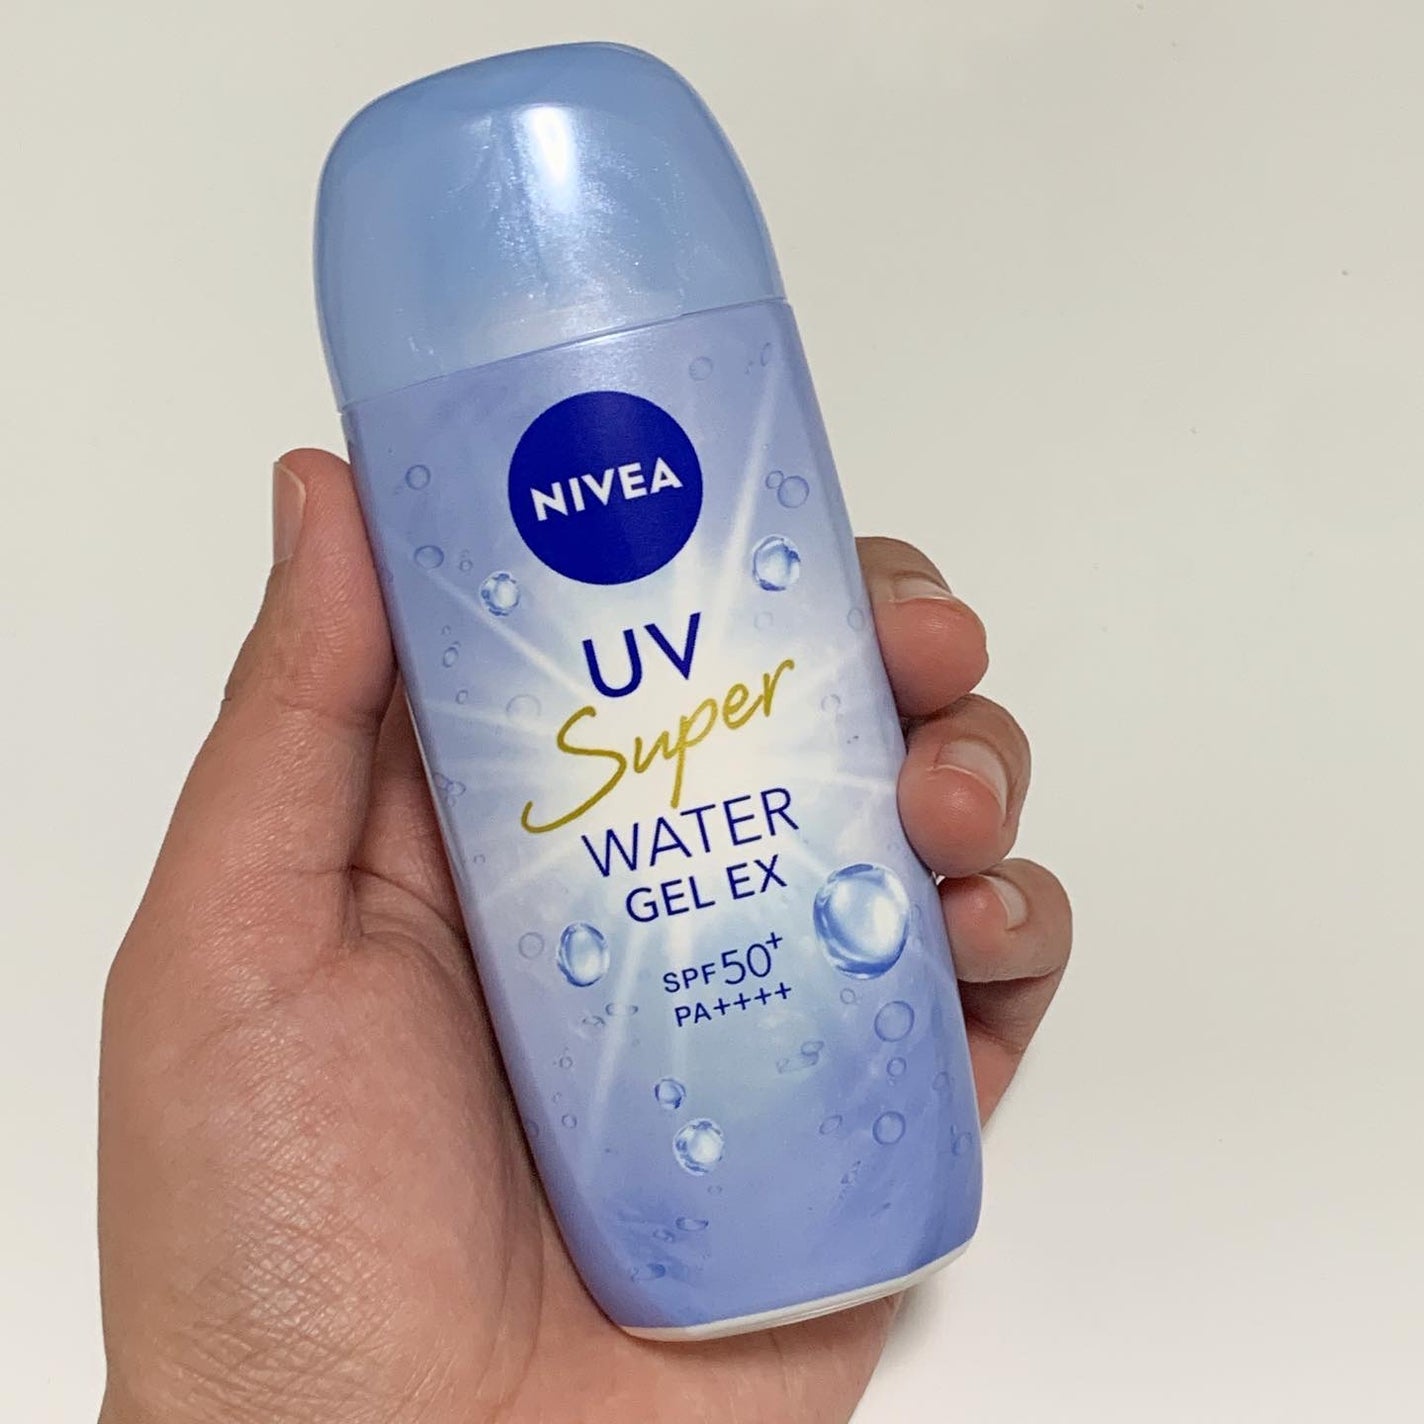 NIVEA
UV
Super
WATER
GEL EX
SPF50+
PA++++